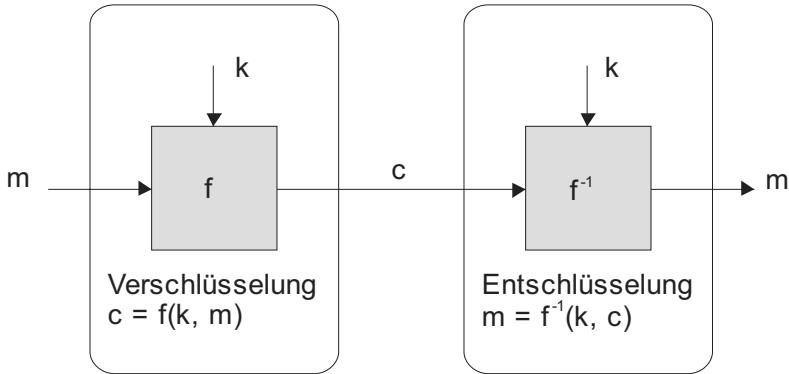 k
k
m
f
c
f⁻¹
m
Verschlüsselung
c = f(k, m)
Entschlüsselung
m = f⁻¹(k, c)